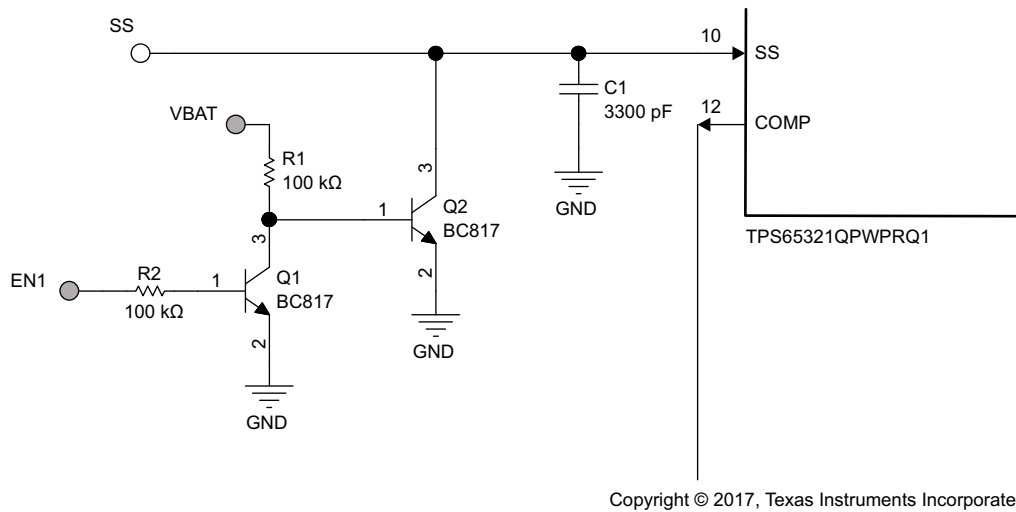 SS
10
SS
C1
3300 pF
12
COMP
VBAT
R1
100 kΩ
3
GND
1
Q2
BC817
TPS65321QPWPRQ1
3
EN1
R2
100 kΩ
1
Q1
BC817
2
GND
2
GND
Copyright © 2017, Texas Instruments Incorporate